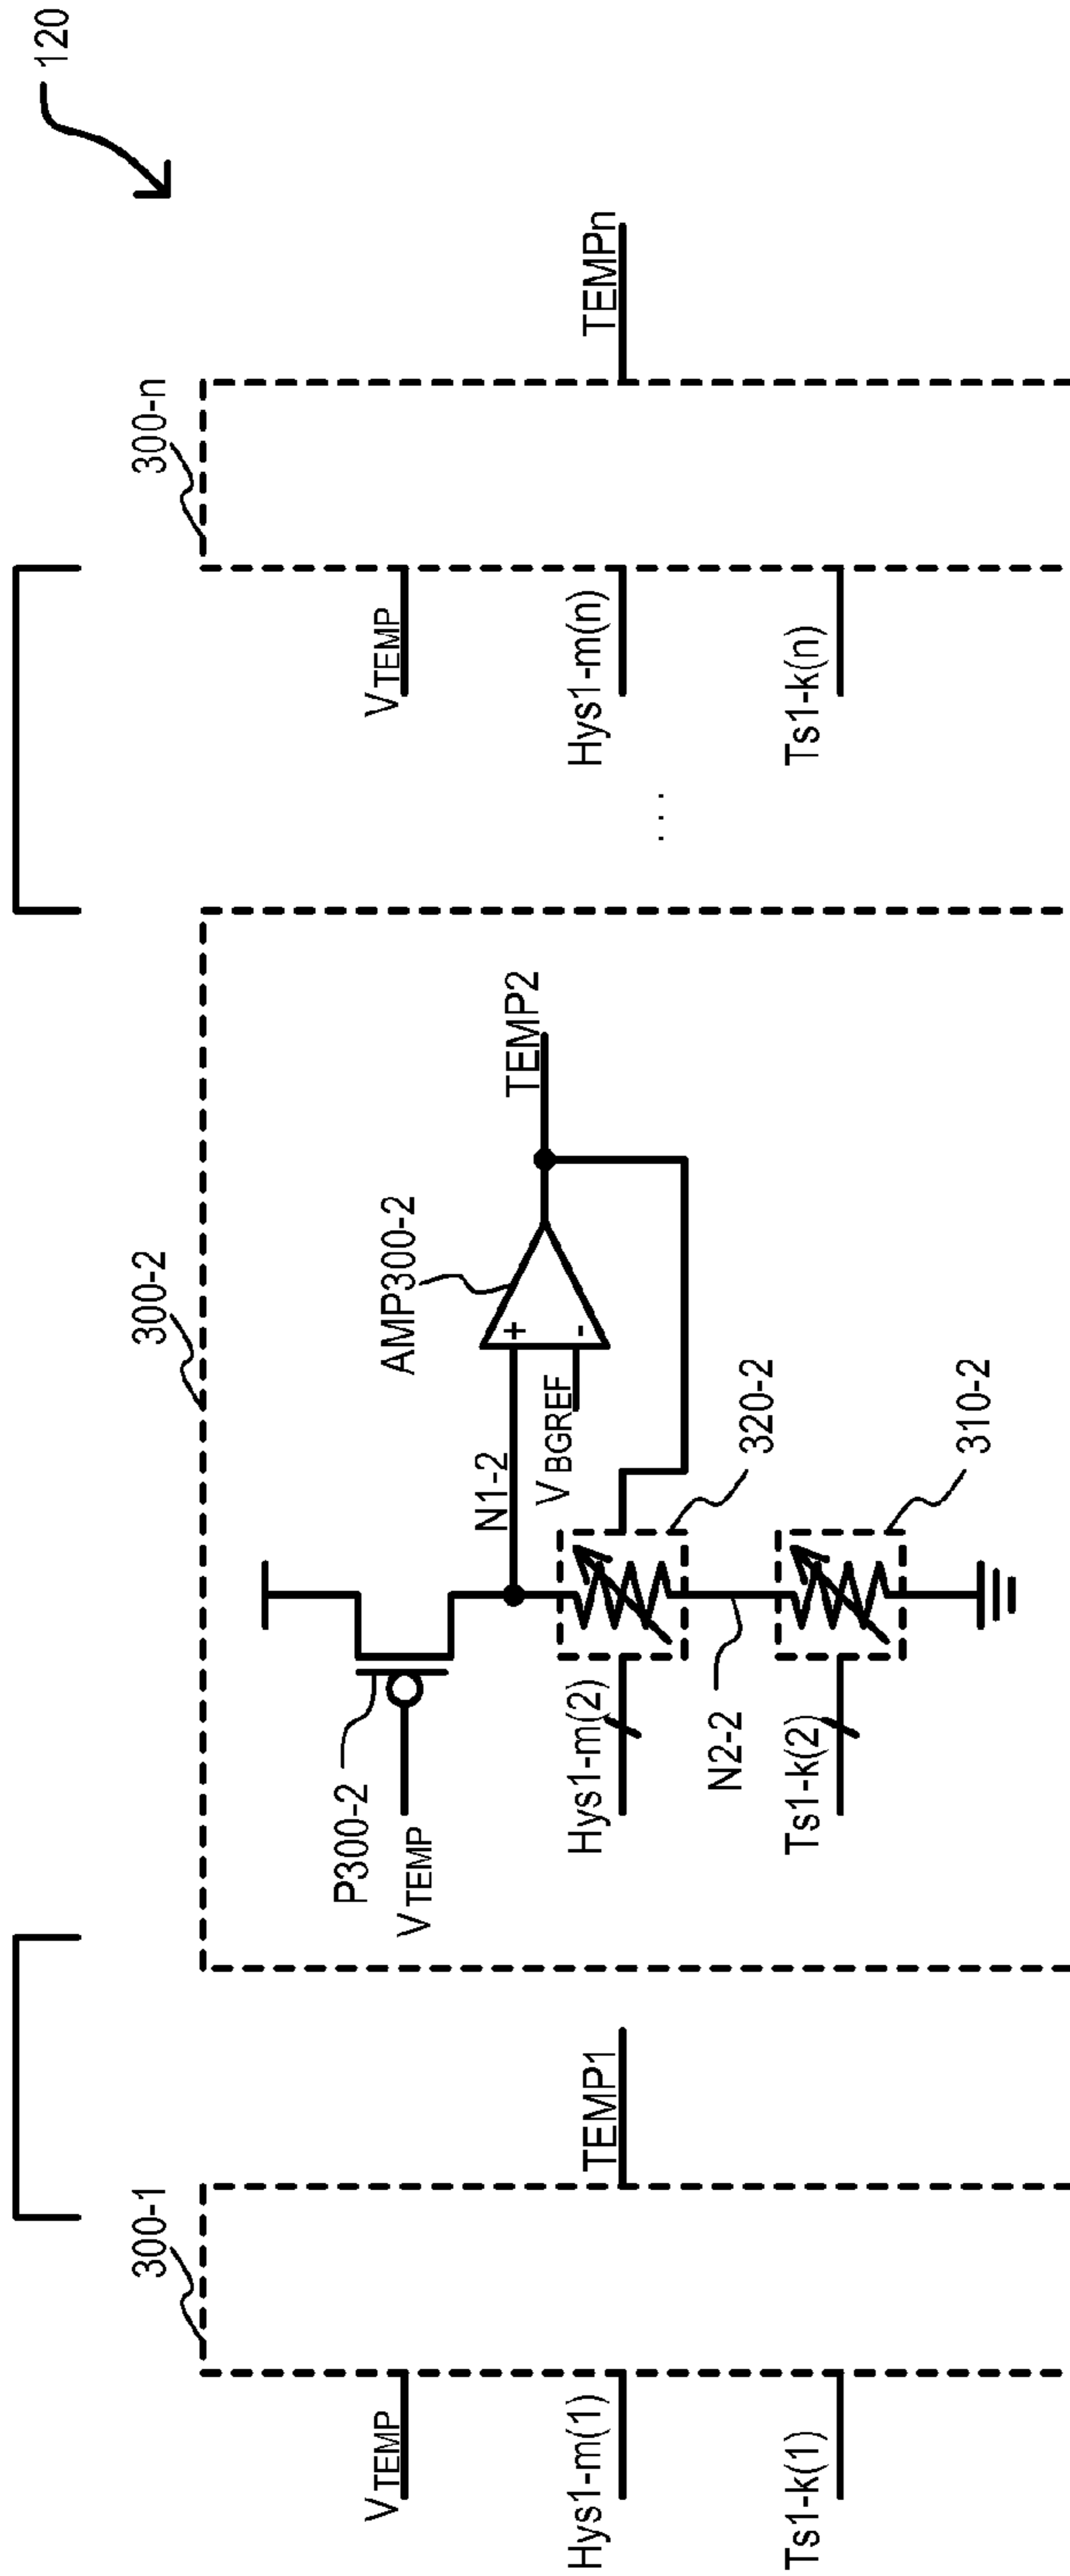 120
300-1
VTEMP
Hys1-m(1)
Ts1-k(1)
TEMP1
300-2
P300-2
VTEMP
Hys1-m(2)
N2-2
Ts1-k(2)
N1-2
VBGREF
+
-
AMP300-2
TEMP2
320-2
310-2
. . .
300-n
VTEMP
Hys1-m(n)
Ts1-k(n)
TEMPn